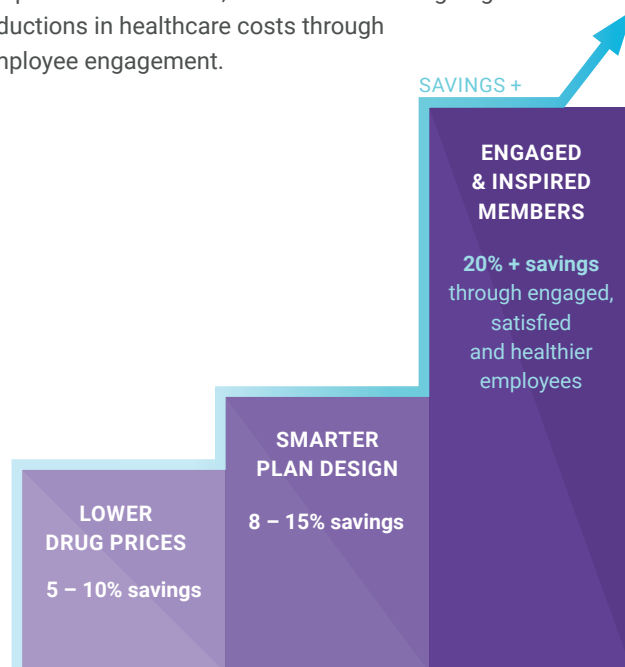 ductions in healthcare costs through
ployee engagement.
SAVINGS +
ENGAGED
& INSPIRED
MEMBERS
20% + savings
through engaged,
satisfied
and healthier
employees
SMARTER
PLAN DESIGN
8 – 15% savings
LOWER
DRUG PRICES
5 – 10% savings